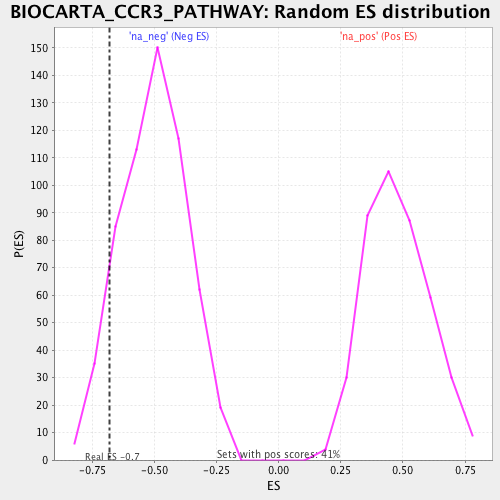 BIOCARTA_CCR3_PATHWAY: Random ES distribution
'na_neg' (Neg ES)
'na_pos' (Pos ES)
P(ES)
150
140
130
120
110
100
90
80
70
60
50
40
30
20
10
0
Real ES -0.7
Sets with pos scores: 41%
-0.75 -0.50 -0.25 0.00 0.25 0.50 0.75
ES